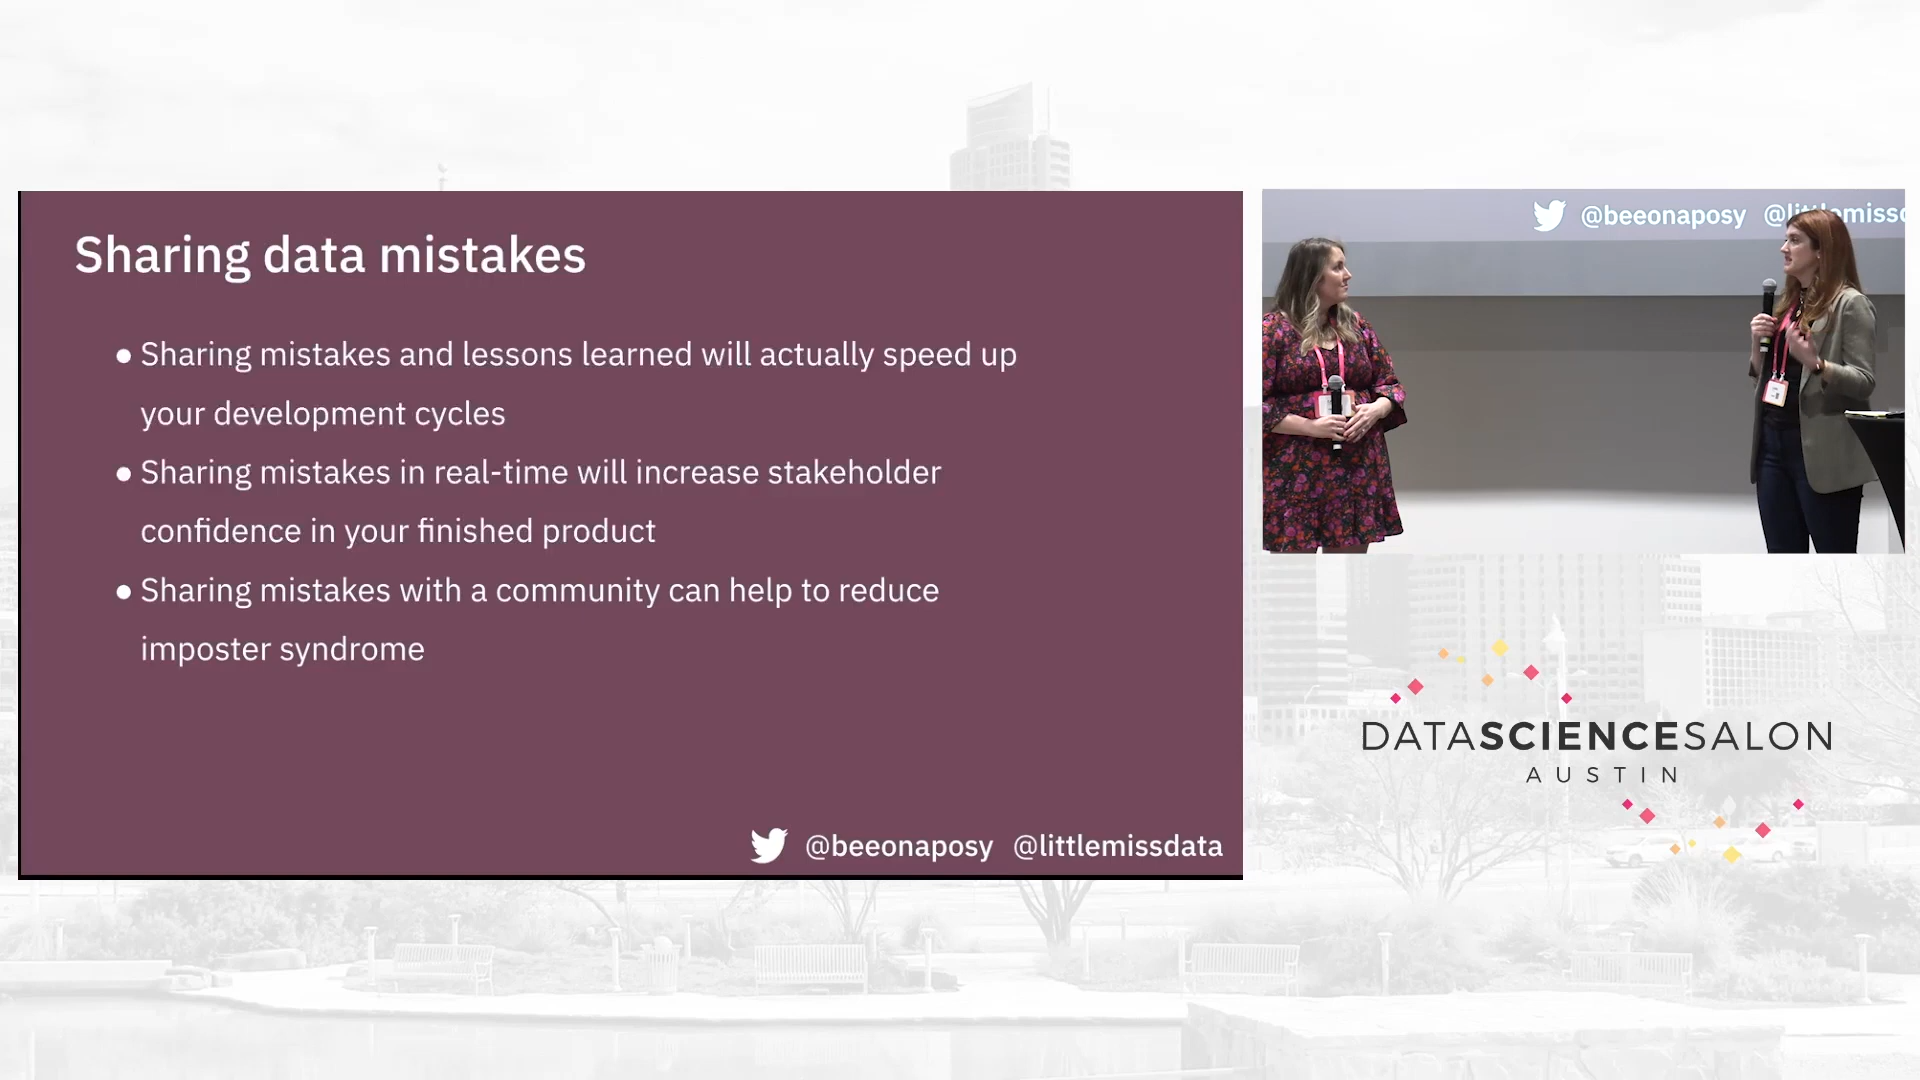 Sharing data mistakes
● Sharing mistakes and lessons learned will actually speed up
your development cycles
● Sharing mistakes in real-time will increase stakeholder
confidence in your finished product
● Sharing mistakes with a community can help to reduce
imposter syndrome
@beeonaposy @littlemissdata
@beeonaposy
DATASCIENCESALON
AUSTIN